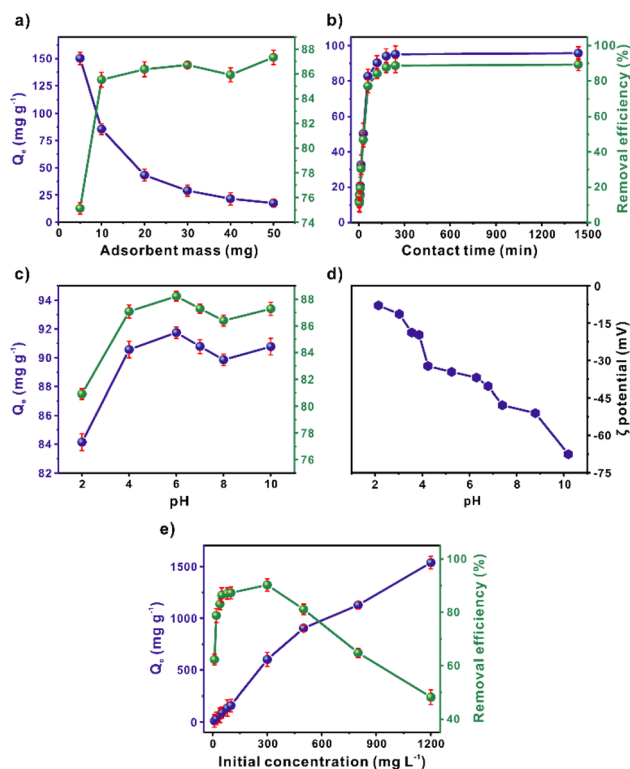 a)
Qe (mg g⁻¹)
150
125
100
75
50
25
0
88
86
84
82
80
78
76
74
0 10 20 30 40 50
Adsorbent mass (mg)
b)
100
90
80
70
60
50
40
30
20
10
0
Removal efficiency (%)
100
80
60
40
20
0
0 300 600 900 1200 1500
Contact time (min)
c)
Qe (mg g⁻¹)
94
92
90
88
86
84
82
88
86
84
82
80
78
76
2 4 6 8 10
pH
d)
ζ potential (mV)
0
-15
-30
-45
-60
-75
2 4 6 8 10
pH
e)
Qe (mg g⁻¹)
1500
1000
500
0
Removal efficiency (%)
100
80
60
40
0 300 600 900 1200
Initial concentration (mg L⁻¹)